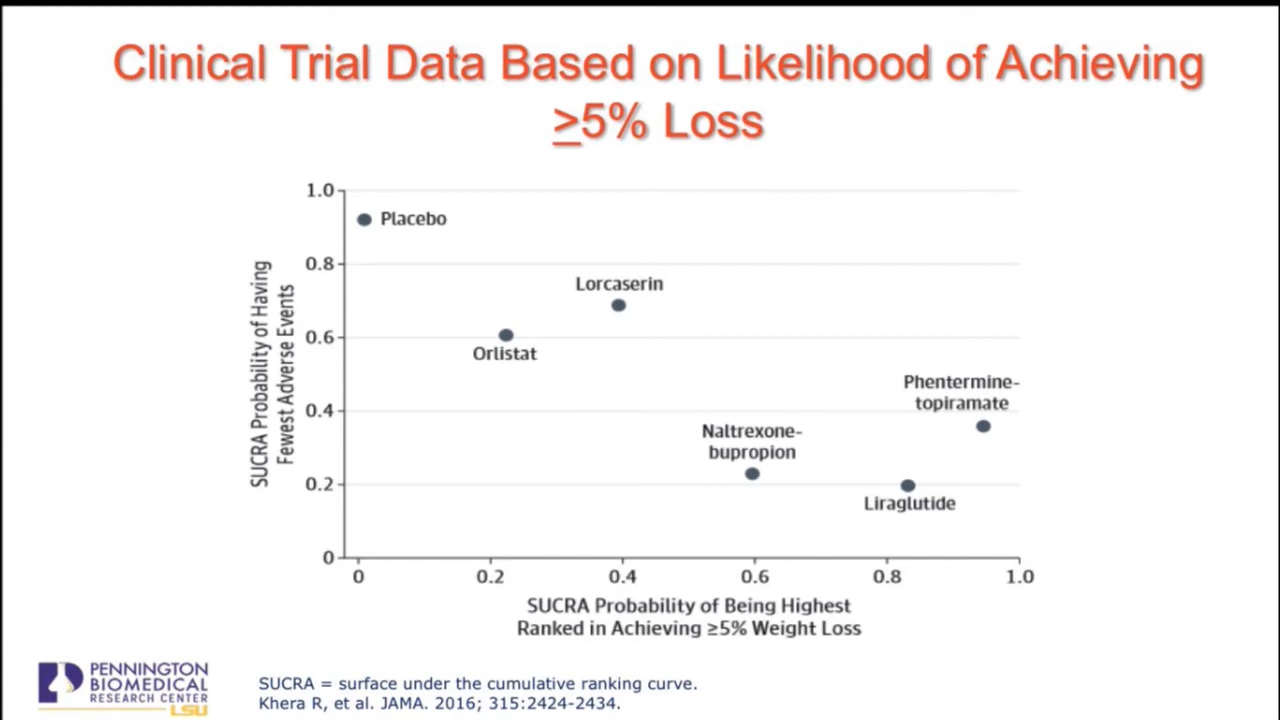 Clinical Trial Data Based on Likelihood of Achieving
≥5% Loss
SUCRA Probability of Having
Fewest Adverse Events
1.0
0.8
0.6
0.4
0.2
0
Placebo
Lorcaserin
Orlistat
Phentermine-
topiramate
Naltrexone-
bupropion
Liraglutide
0 0.2 0.4 0.6 0.8 1.0
SUCRA Probability of Being Highest
Ranked in Achieving ≥5% Weight Loss
PENNINGTON
BIOMEDICAL
RESEARCH CENTER
LSU
SUCRA = surface under the cumulative ranking curve.
Khera R, et al. JAMA. 2016; 315:2424-2434.